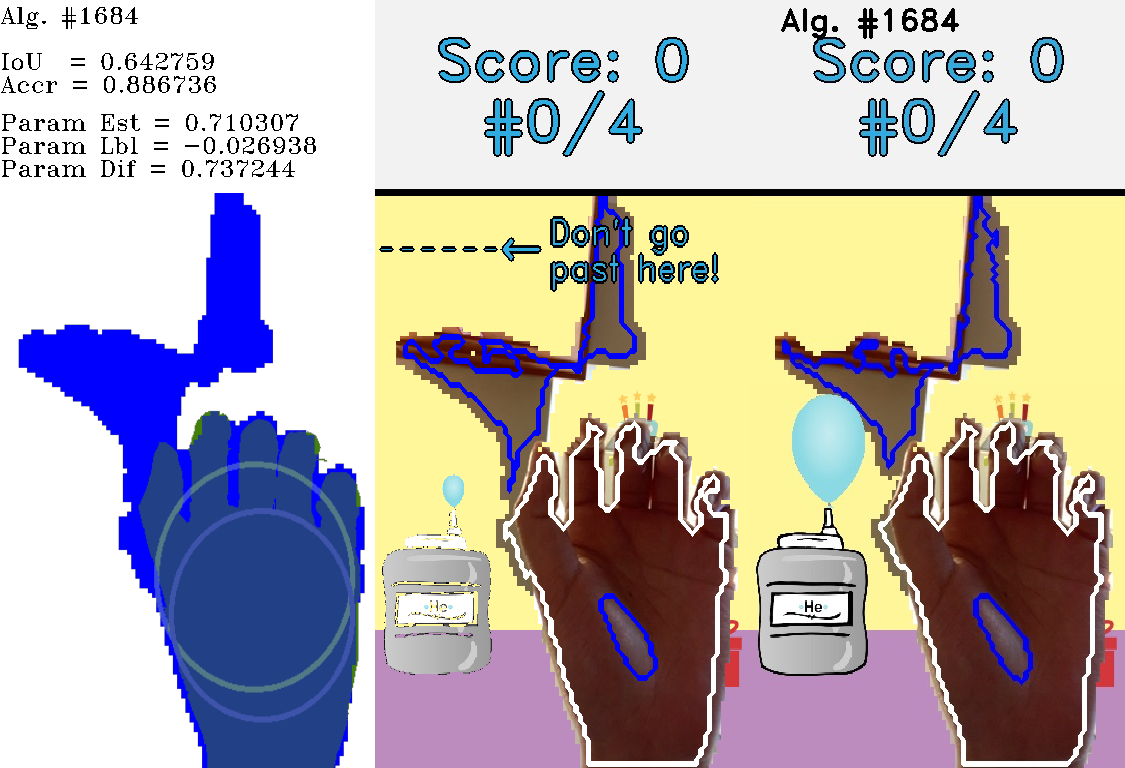 Alg. #1684
IoU = 0.642759
Accr = 0.886736
Param Est = 0.710307
Param Lbl = −0.026938
Param Dif = 0.737244
Score: 0
#0/4
Don't go
past here!
He
Alg. #1684
Score: 0
#0/4
He